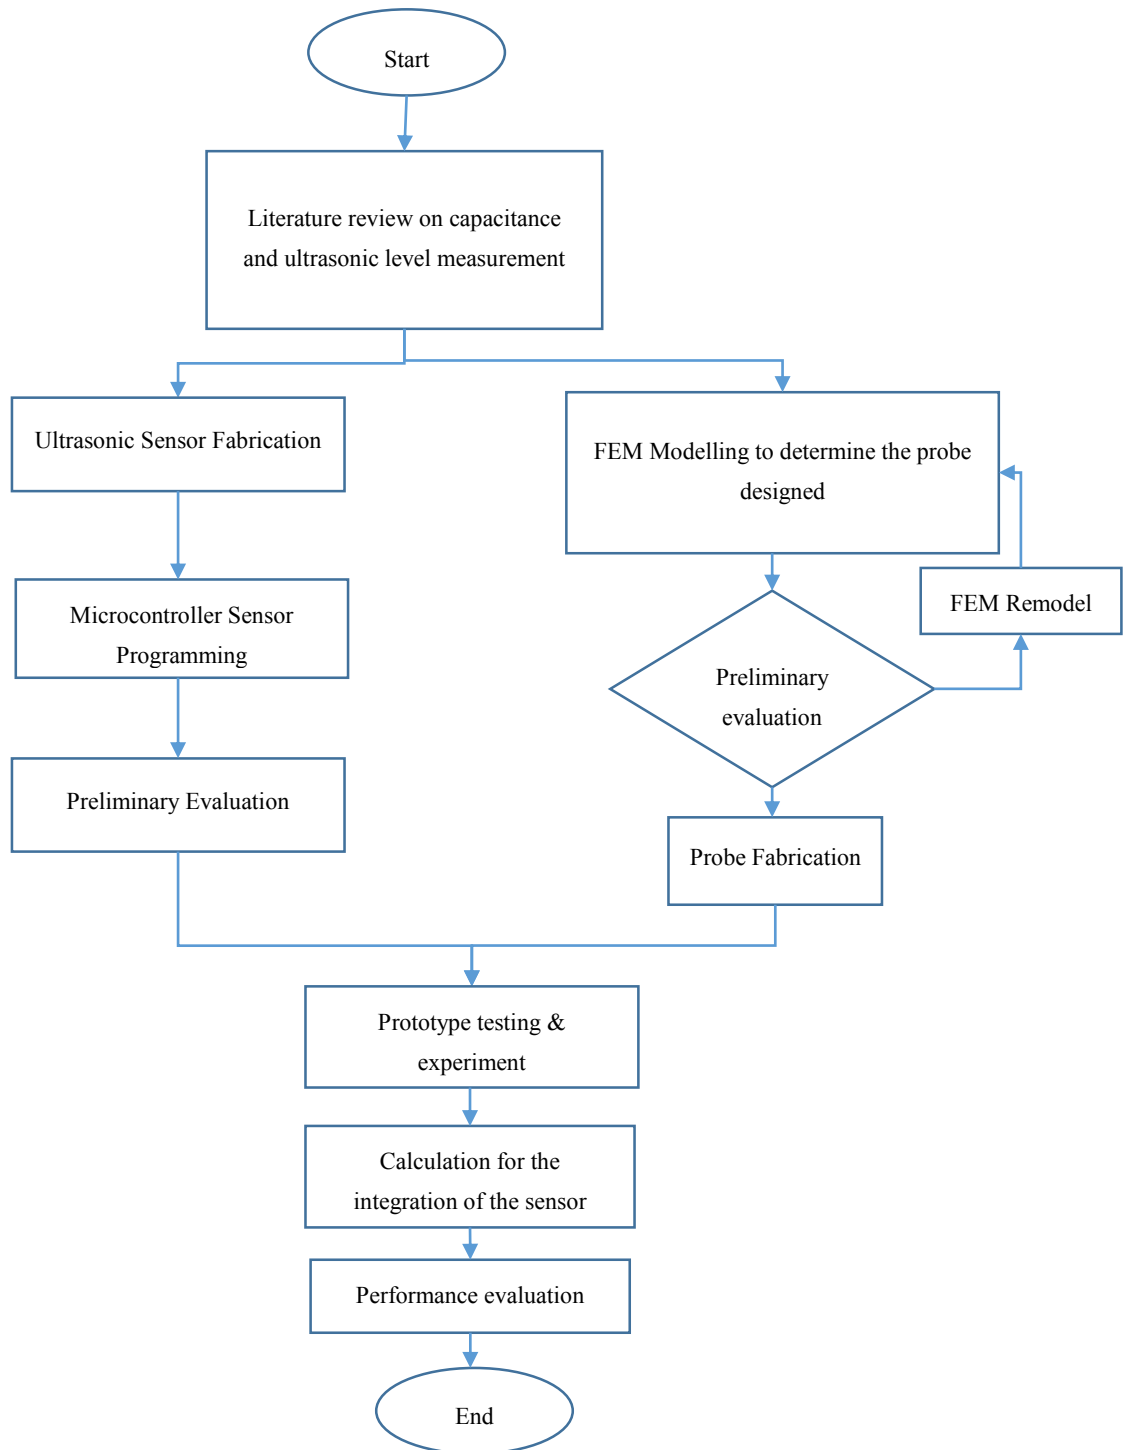 Start
Literature review on capacitance
and ultrasonic level measurement
Ultrasonic Sensor Fabrication
FEM Modelling to determine the probe
designed
Microcontroller Sensor
Programming
FEM Remodel
Preliminary
evaluation
Preliminary Evaluation
Probe Fabrication
Prototype testing &
experiment
Calculation for the
integration of the sensor
Performance evaluation
End